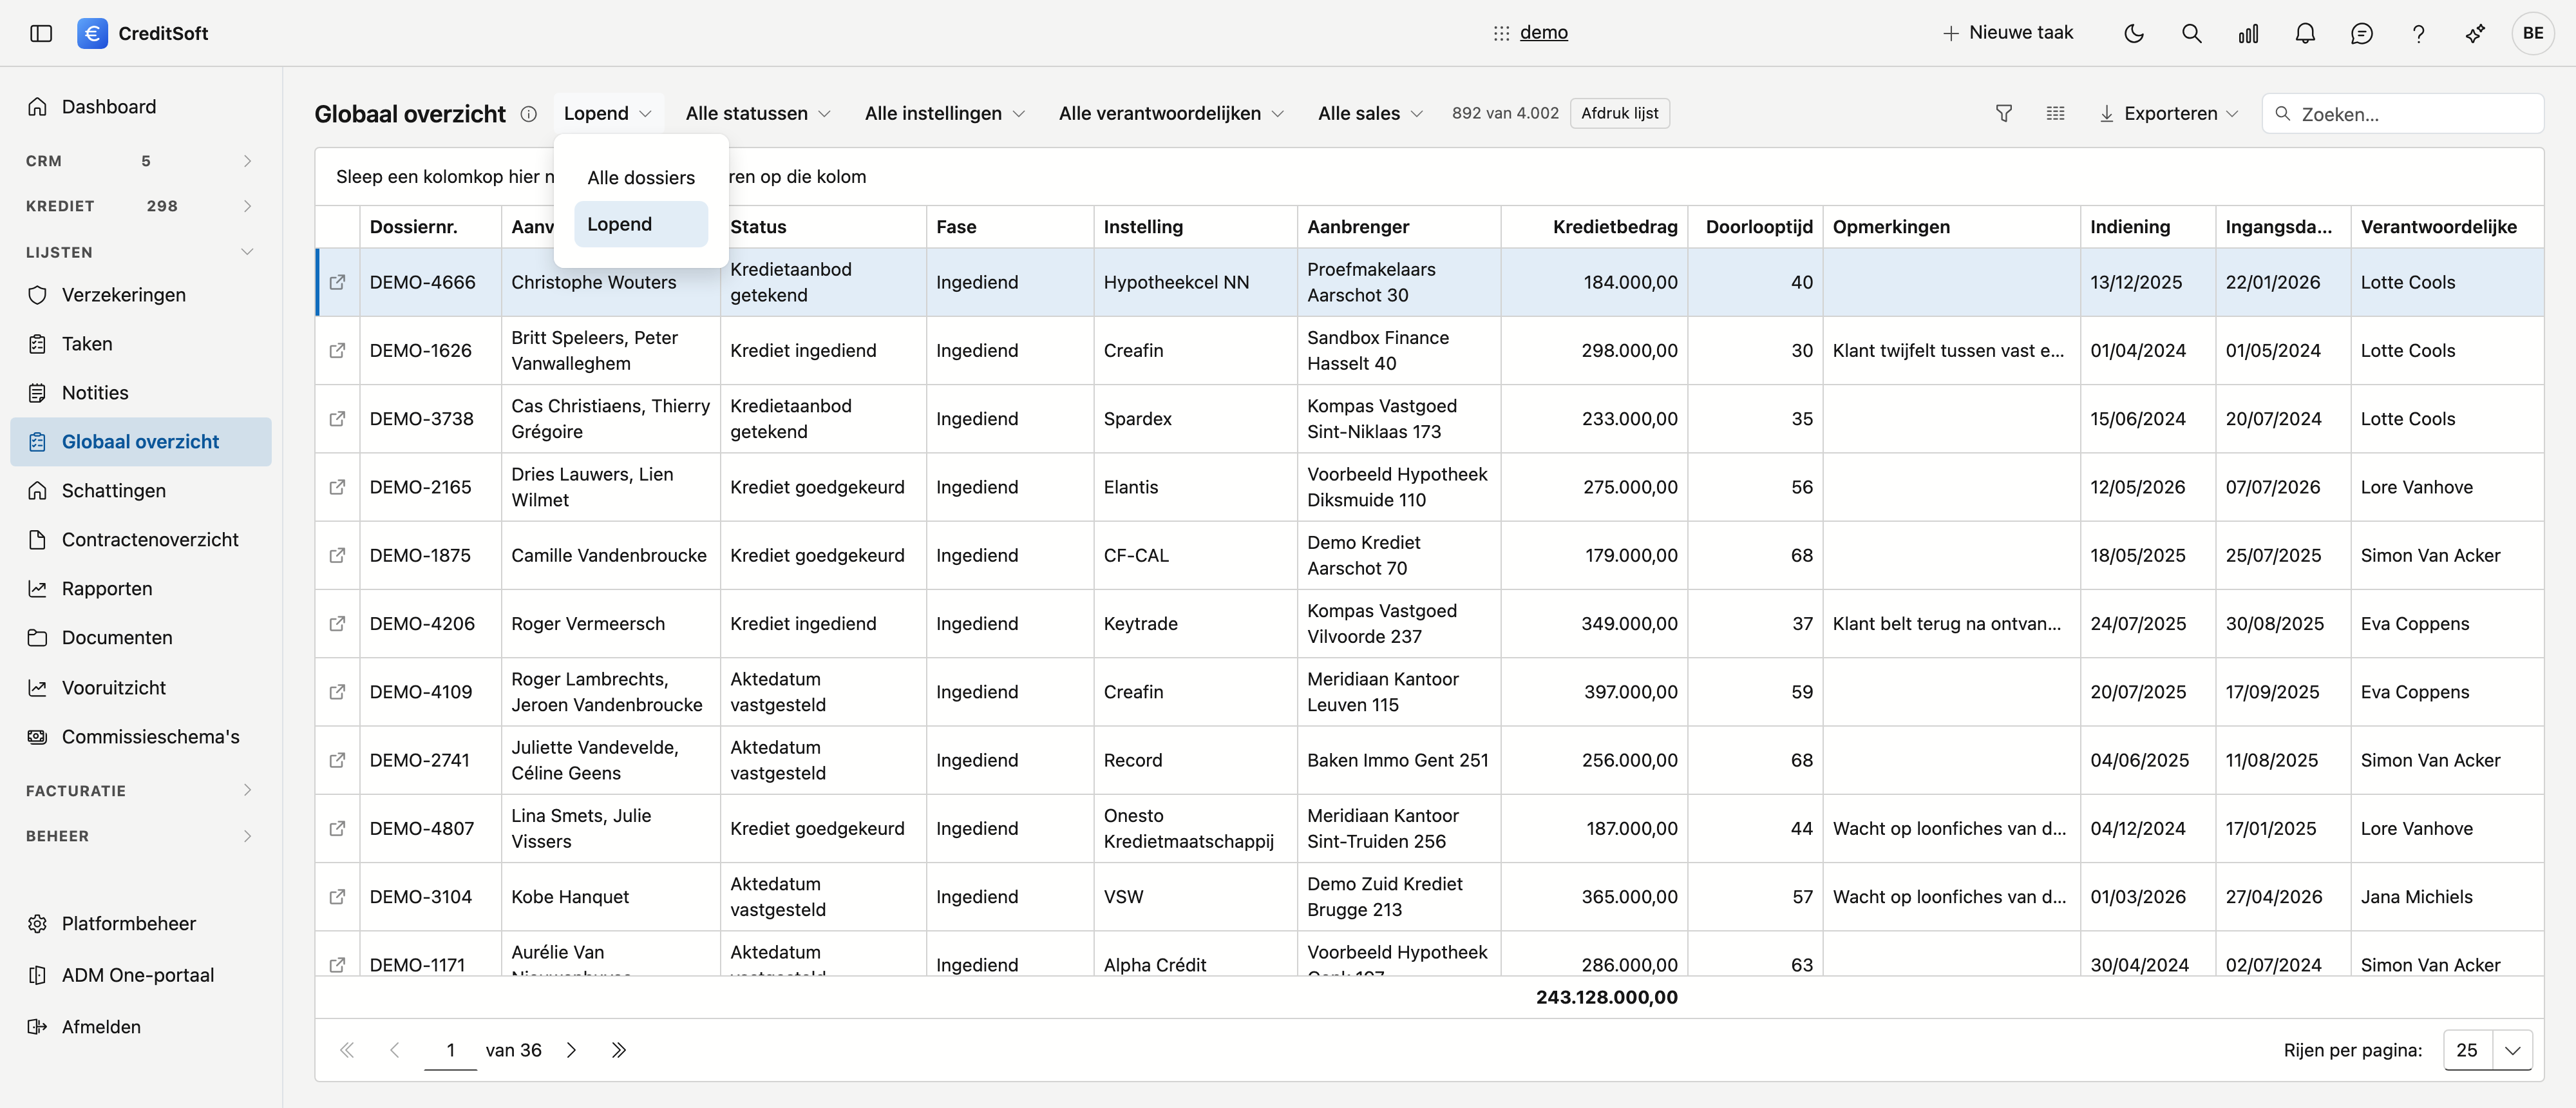 CreditSoft
demo
Nieuwe taak
BE
Dashboard
CRM 5
KREDIET 298
LIJSTEN
Verzekeringen
Taken
Notities
Globaal overzicht
Schattingen
Contractenoverzicht
Rapporten
Documenten
Vooruitzicht
Commissieschema's
FACTURATIE
BEHEER
Platformbeheer
ADM One-portaal
Afmelden
Globaal overzicht Lopend Alle statussen Alle instellingen Alle verantwoordelijken Alle sales 892 van 4.002 Afdruk lijst Exporteren Zoeken...
Alle dossiers
Lopend
Sleep een kolomkop hier n ren op die kolom
Dossiernr. Aanv Status Fase Instelling Aanbrenger Kredietbedrag Doorlooptijd Opmerkingen Indiening Ingangsda... Verantwoordelijke
DEMO-4666 Christophe Wouters Kredietaanbod getekend Ingediend Hypotheekcel NN Proefmakelaars Aarschot 30 184.000,00 40 13/12/2025 22/01/2026 Lotte Cools
DEMO-1626 Britt Speleers, Peter Vanwalleghem Krediet ingediend Ingediend Creafin Sandbox Finance Hasselt 40 298.000,00 30 Klant twijfelt tussen vast e... 01/04/2024 01/05/2024 Lotte Cools
DEMO-3738 Cas Christiaens, Thierry Grégoire Kredietaanbod getekend Ingediend Spardex Kompas Vastgoed Sint-Niklaas 173 233.000,00 35 15/06/2024 20/07/2024 Lotte Cools
DEMO-2165 Dries Lauwers, Lien Wilmet Krediet goedgekeurd Ingediend Elantis Voorbeeld Hypotheek Diksmuide 110 275.000,00 56 12/05/2026 07/07/2026 Lore Vanhove
DEMO-1875 Camille Vandenbroucke Krediet goedgekeurd Ingediend CF-CAL Demo Krediet Aarschot 70 179.000,00 68 18/05/2025 25/07/2025 Simon Van Acker
DEMO-4206 Roger Vermeersch Krediet ingediend Ingediend Keytrade Kompas Vastgoed Vilvoorde 237 349.000,00 37 Klant belt terug na ontvan... 24/07/2025 30/08/2025 Eva Coppens
DEMO-4109 Roger Lambrechts, Jeroen Vandenbroucke Aktedatum vastgesteld Ingediend Creafin Meridiaan Kantoor Leuven 115 397.000,00 59 20/07/2025 17/09/2025 Eva Coppens
DEMO-2741 Juliette Vandevelde, Céline Geens Aktedatum vastgesteld Ingediend Record Baken Immo Gent 251 256.000,00 68 04/06/2025 11/08/2025 Simon Van Acker
DEMO-4807 Lina Smets, Julie Vissers Krediet goedgekeurd Ingediend Onesto Kredietmaatschappij Meridiaan Kantoor Sint-Truiden 256 187.000,00 44 Wacht op loonfiches van d... 04/12/2024 17/01/2025 Lore Vanhove
DEMO-3104 Kobe Hanquet Aktedatum vastgesteld Ingediend VSW Demo Zuid Krediet Brugge 213 365.000,00 57 Wacht op loonfiches van d... 01/03/2026 27/04/2026 Jana Michiels
DEMO-1171 Aurélie Van Aktedatum Ingediend Alpha Crédit Voorbeeld Hypotheek 286.000,00 63 30/04/2024 02/07/2024 Simon Van Acker
243.128.000,00
1 van 36
Rijen per pagina: 25